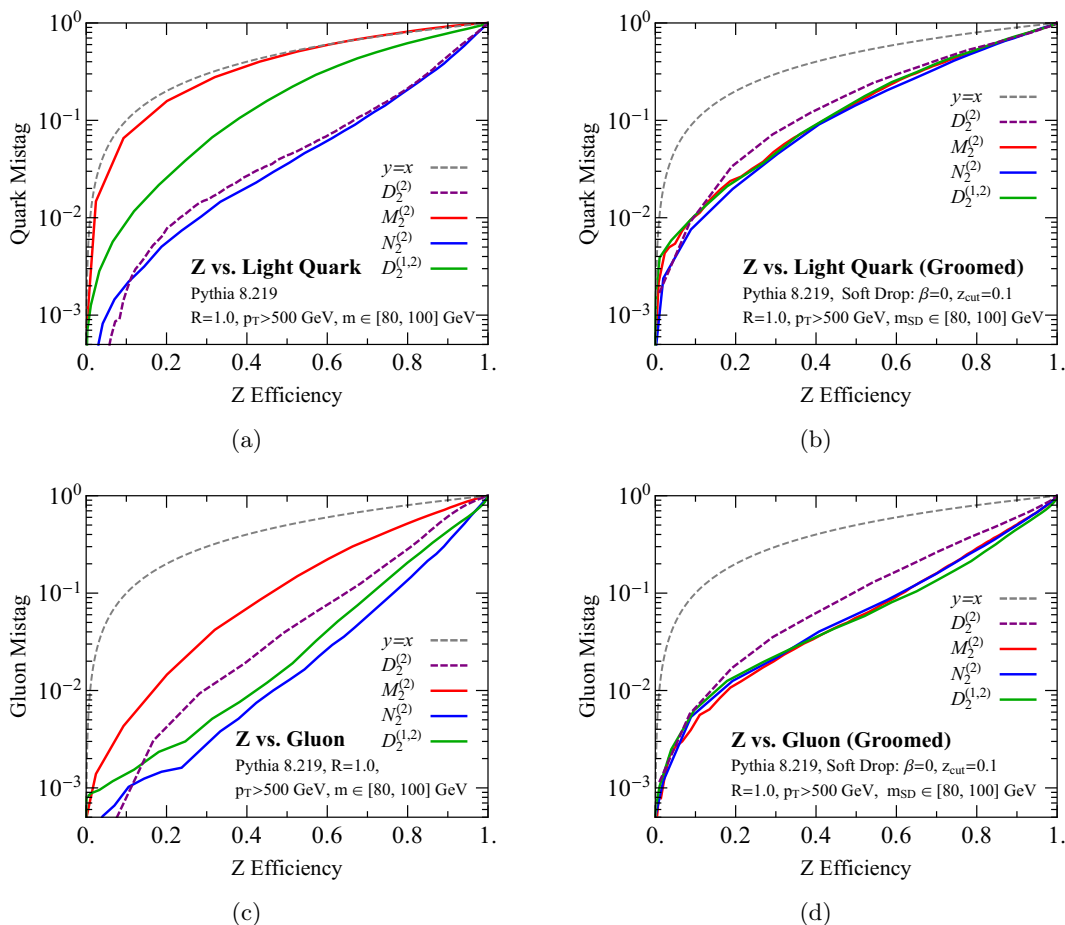 10^0
10^{-1}
10^{-2}
10^{-3}
Quark Mistag
y=x
D_2^{(2)}
M_2^{(2)}
N_2^{(2)}
D_2^{(1,2)}
Z vs. Light Quark
Pythia 8.219
R=1.0, p_T>500 GeV, m ∈ [80, 100] GeV
0. 0.2 0.4 0.6 0.8 1.
Z Efficiency
(a)
10^0
10^{-1}
10^{-2}
10^{-3}
Quark Mistag
y=x
D_2^{(2)}
M_2^{(2)}
N_2^{(2)}
D_2^{(1,2)}
Z vs. Light Quark (Groomed)
Pythia 8.219, Soft Drop: β=0, z_cut=0.1
R=1.0, p_T>500 GeV, m_SD ∈ [80, 100] GeV
0. 0.2 0.4 0.6 0.8 1.
Z Efficiency
(b)
10^0
10^{-1}
10^{-2}
10^{-3}
Gluon Mistag
y=x
D_2^{(2)}
M_2^{(2)}
N_2^{(2)}
D_2^{(1,2)}
Z vs. Gluon
Pythia 8.219, R=1.0,
p_T>500 GeV, m ∈ [80, 100] GeV
0. 0.2 0.4 0.6 0.8 1.
Z Efficiency
(c)
10^0
10^{-1}
10^{-2}
10^{-3}
Gluon Mistag
y=x
D_2^{(2)}
M_2^{(2)}
N_2^{(2)}
D_2^{(1,2)}
Z vs. Gluon (Groomed)
Pythia 8.219, Soft Drop: β=0, z_cut=0.1
R=1.0, p_T>500 GeV, m_SD ∈ [80, 100] GeV
0. 0.2 0.4 0.6 0.8 1.
Z Efficiency
(d)